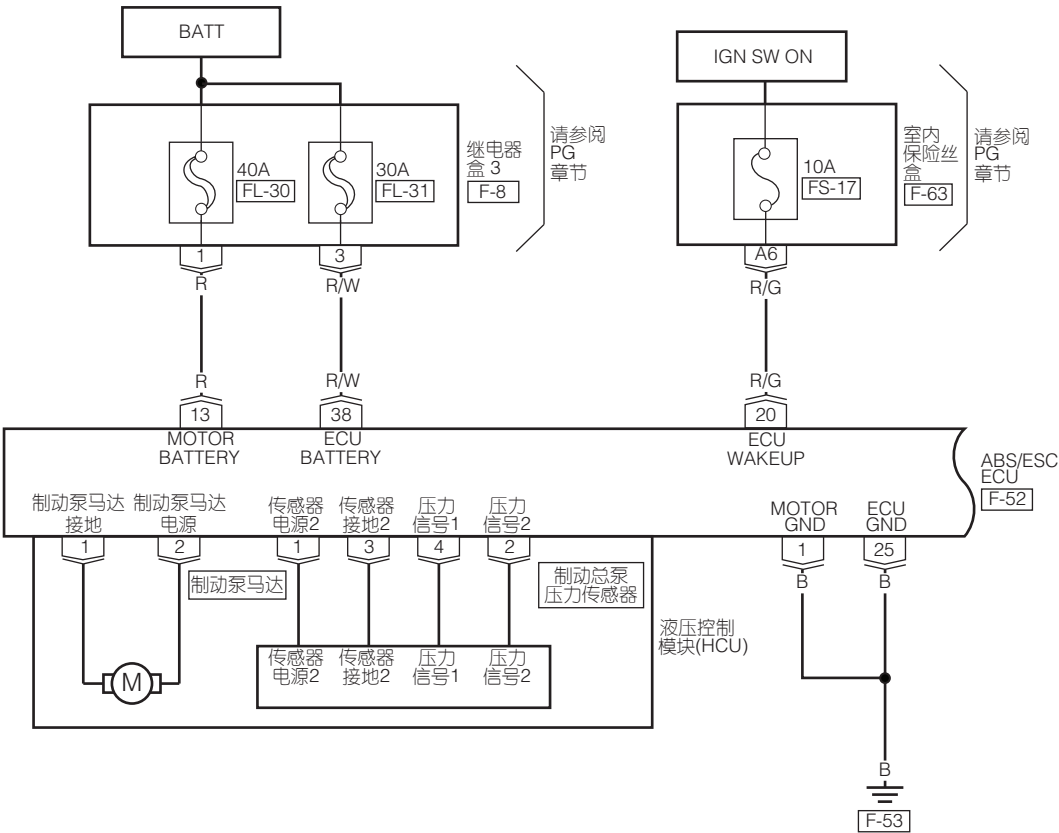 BATT
IGN SW ON
40A
FL-30
30A
FL-31
继电器
盒 3
F-8
请参阅
PG
章节
10A
FS-17
室内
保险丝
盒
F-63
请参阅
PG
章节
1
3
A6
R
R/W
R/G
R
R/W
R/G
13
38
20
MOTOR
BATTERY
ECU
BATTERY
ECU
WAKEUP
ABS/ESC
ECU
F-52
制动泵马达
接地
制动泵马达
电源
传感器
电源2
传感器
接地2
压力
信号1
压力
信号2
MOTOR
GND
ECU
GND
1
2
1
3
4
2
1
25
制动泵马达
制动总泵
压力传感器
B
B
液压控制
模块(HCU)
传感器
电源2
传感器
接地2
压力
信号1
压力
信号2
M
B
F-53